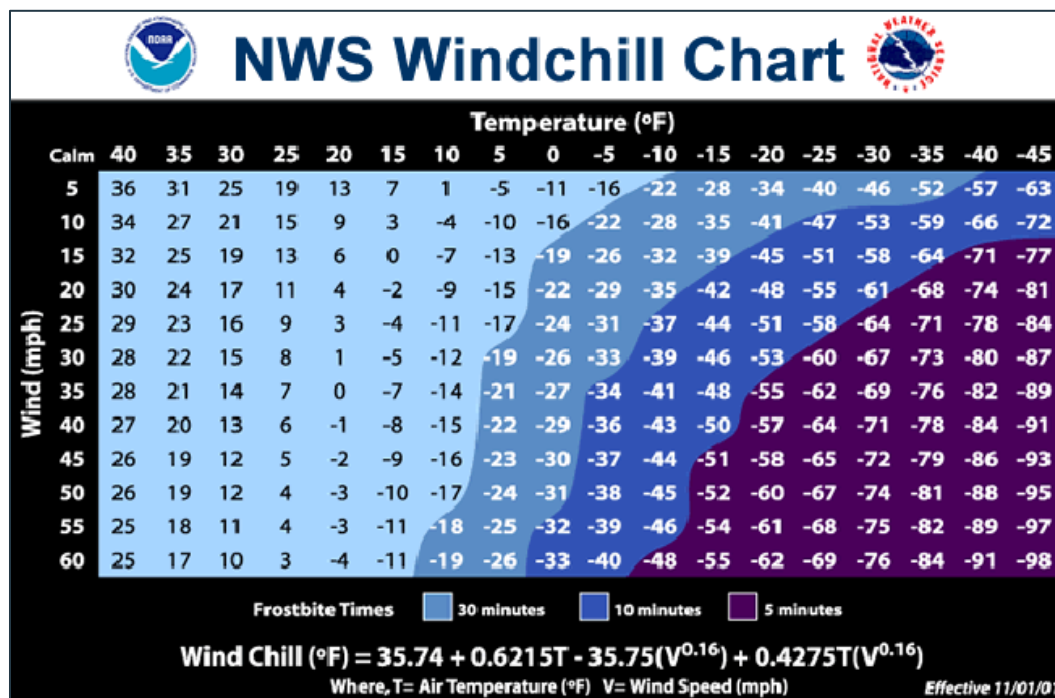 NOAA
NWS Windchill Chart
NATIONAL WEATHER SERVICE
Temperature (ºF)
Calm 40 35 30 25 20 15 10 5 0 -5 -10 -15 -20 -25 -30 -35 -40 -45
Wind (mph)
5 36 31 25 19 13 7 1 -5 -11 -16 -22 -28 -34 -40 -46 -52 -57 -63
10 34 27 21 15 9 3 -4 -10 -16 -22 -28 -35 -41 -47 -53 -59 -66 -72
15 32 25 19 13 6 0 -7 -13 -19 -26 -32 -39 -45 -51 -58 -64 -71 -77
20 30 24 17 11 4 -2 -9 -15 -22 -29 -35 -42 -48 -55 -61 -68 -74 -81
25 29 23 16 9 3 -4 -11 -17 -24 -31 -37 -44 -51 -58 -64 -71 -78 -84
30 28 22 15 8 1 -5 -12 -19 -26 -33 -39 -46 -53 -60 -67 -73 -80 -87
35 28 21 14 7 0 -7 -14 -21 -27 -34 -41 -48 -55 -62 -69 -76 -82 -89
40 27 20 13 6 -1 -8 -15 -22 -29 -36 -43 -50 -57 -64 -71 -78 -84 -91
45 26 19 12 5 -2 -9 -16 -23 -30 -37 -44 -51 -58 -65 -72 -79 -86 -93
50 26 19 12 4 -3 -10 -17 -24 -31 -38 -45 -52 -60 -67 -74 -81 -88 -95
55 25 18 11 4 -3 -11 -18 -25 -32 -39 -46 -54 -61 -68 -75 -82 -89 -97
60 25 17 10 3 -4 -11 -19 -26 -33 -40 -48 -55 -62 -69 -76 -84 -91 -98
Frostbite Times 30 minutes 10 minutes 5 minutes
Wind Chill (ºF) = 35.74 + 0.6215T - 35.75(V^0.16) + 0.4275T(V^0.16)
Where, T= Air Temperature (ºF) V= Wind Speed (mph)
Effective 11/01/0